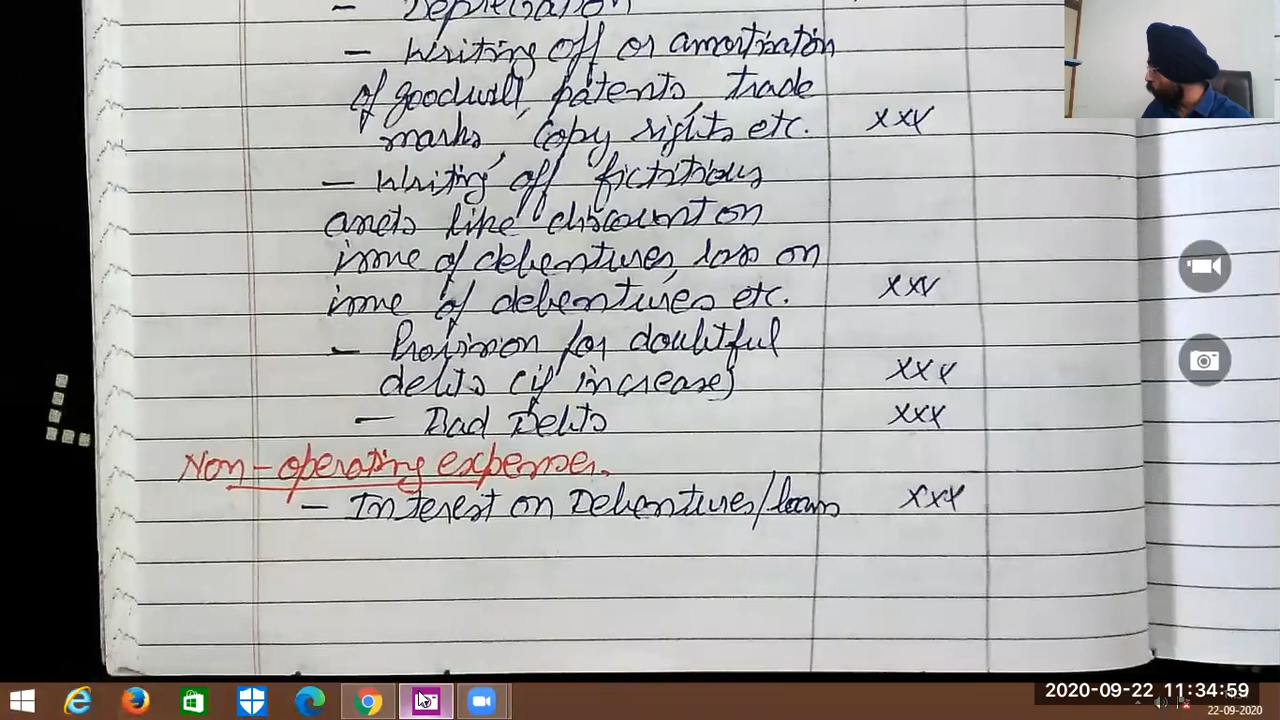 - Depreciation
- Writing off or amortization
of goodwill, patents, trade
marks, copy rights etc. xxx
- Writing off fictitious
assets like discount on
issue of debentures, loss on
issue of debentures etc. xxx
- Provision for doubtful
debts (if increase) xxx
- Bad Debts xxx
Non-operating expenses.
- Interest on Debentures/loans xxx
2020-09-22 11:34:59
22-09-2020